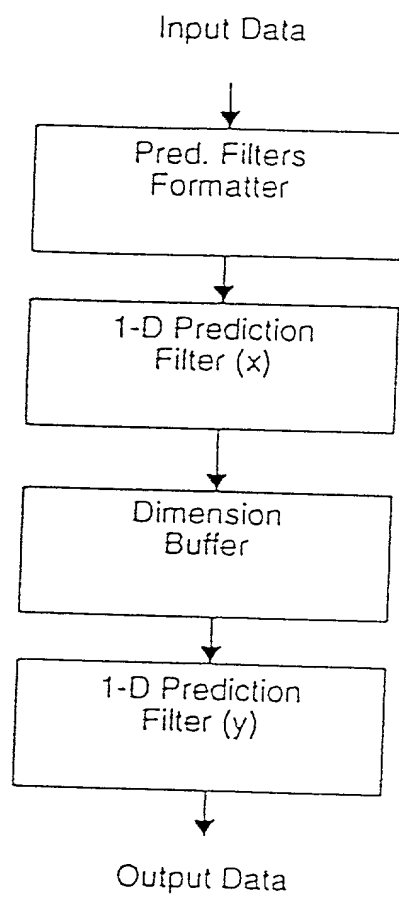 Input Data
Pred. Filters
Formatter
1-D Prediction
Filter (x)
Dimension
Buffer
1-D Prediction
Filter (y)
Output Data